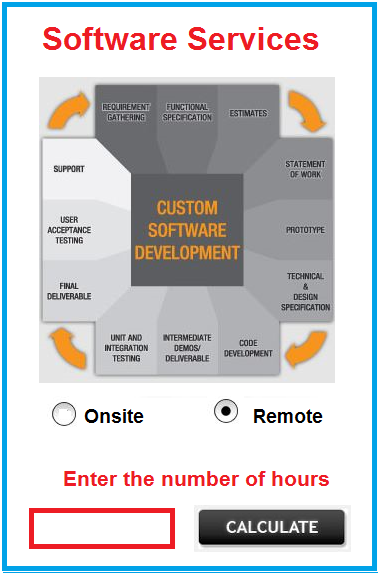 Software Services
REQUIREMENT
GATHERING
FUNCTIONAL
SPECIFICATION
ESTIMATES
STATEMENT
OF WORK
PROTOTYPE
TECHNICAL
&
DESIGN
SPECIFICATION
CODE
DEVELOPMENT
INTERMEDIATE
DEMOS/
DELIVERABLE
UNIT AND
INTEGRATION
TESTING
FINAL
DELIVERABLE
USER
ACCEPTANCE
TESTING
SUPPORT
CUSTOM
SOFTWARE
DEVELOPMENT
Onsite
Remote
Enter the number of hours
CALCULATE